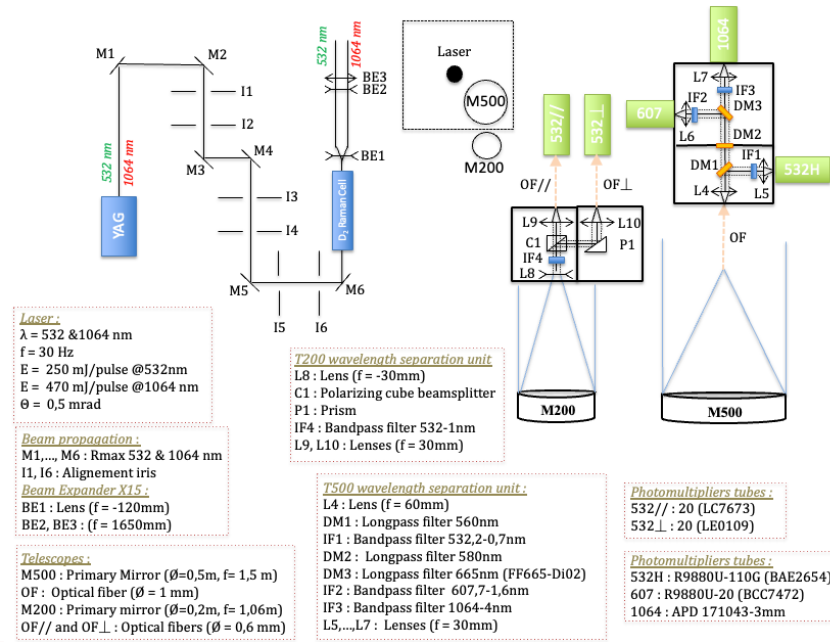 M1
M2
I1
I2
M3
M4
532 nm
1064 nm
YAG
I3
I4
M5
M6
I5
I6
532 nm
1064 nm
BE3
BE2
BE1
D2 Raman Cell
Laser
M500
M200
532//
532⊥
OF//
OF⊥
L9
L10
C1
P1
IF4
L8
M200
1064
L7
IF3
IF2
DM3
607
L6
DM2
DM1
IF1
532H
L4
L5
OF
M500
Laser :
λ = 532 &1064 nm
f = 30 Hz
E = 250 mJ/pulse @532nm
E = 470 mJ/pulse @1064 nm
Θ = 0,5 mrad
Beam propagation :
M1,..., M6 : Rmax 532 & 1064 nm
I1, I6 : Alignement iris
Beam Expander X15 :
BE1 : Lens (f = -120mm)
BE2, BE3 : (f = 1650mm)
Telescopes :
M500 : Primary Mirror (Ø=0,5m, f= 1,5 m)
OF : Optical fiber (Ø = 1 mm)
M200 : Primary mirror (Ø=0,2m, f= 1,06m)
OF// and OF⊥ : Optical fibers (Ø = 0,6 mm)
T200 wavelength separation unit
L8 : Lens (f = -30mm)
C1 : Polarizing cube beamsplitter
P1 : Prism
IF4 : Bandpass filter 532-1nm
L9, L10 : Lenses (f = 30mm)
T500 wavelength separation unit :
L4 : Lens (f = 60mm)
DM1 : Longpass filter 560nm
IF1 : Bandpass filter 532,2-0,7nm
DM2 : Longpass filter 580nm
DM3 : Longpass filter 665nm (FF665-Di02)
IF2 : Bandpass filter 607,7-1,6nm
IF3 : Bandpass filter 1064-4nm
L5,...,L7 : Lenses (f = 30mm)
Photomultipliers tubes :
532// : 20 (LC7673)
532⊥ : 20 (LE0109)
Photomultipliers tubes :
532H : R9880U-110G (BAE2654)
607 : R9880U-20 (BCC7472)
1064 : APD 171043-3mm